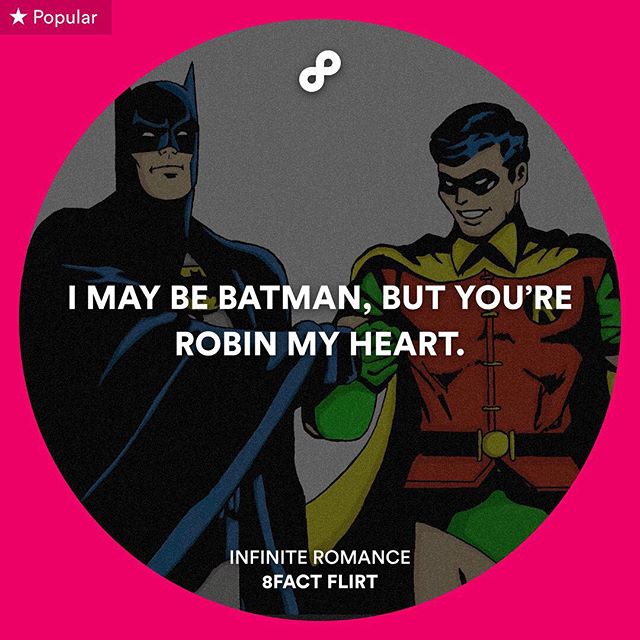 ★ Popular
I MAY BE BATMAN, BUT YOU'RE
ROBIN MY HEART.
INFINITE ROMANCE
8FACT FLIRT